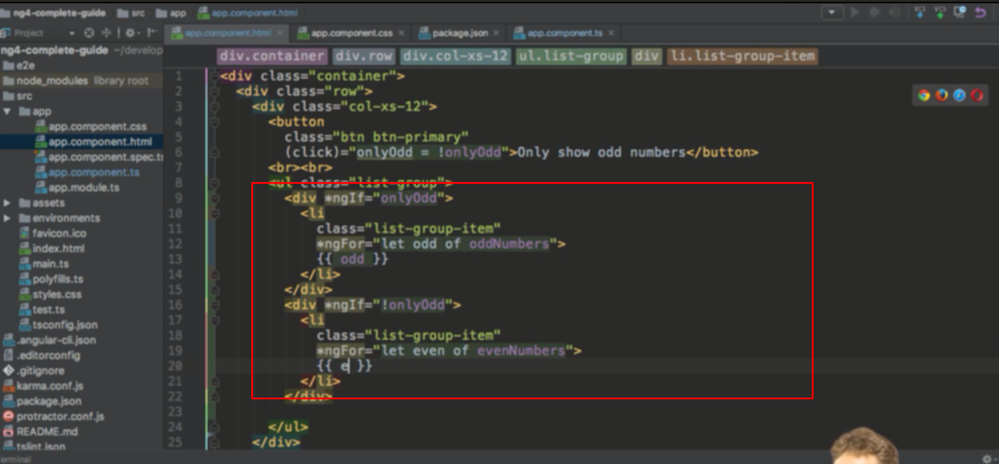 ng4-complete-guide src app app.component.html
Project
app.component.html app.component.css package.json app.component.ts
ng4-complete-guide ~/develop
e2e
node_modules library root
src
app
app.component.css
app.component.html
app.component.spec.ts
app.component.ts
app.module.ts
assets
environments
favicon.ico
index.html
main.ts
polyfills.ts
styles.css
test.ts
tsconfig.json
.angular-cli.json
.editorconfig
.gitignore
karma.conf.js
package.json
protractor.conf.js
README.md
tslint.json
VCS VCS
div.container div.row div.col-xs-12 ul.list-group div li.list-group-item
1 <div class="container">
2 <div class="row">
3 <div class="col-xs-12">
4 <button
5 class="btn btn-primary"
6 (click)="onlyOdd = !onlyOdd">Only show odd numbers</button>
7 <br><br>
8 <ul class="list-group">
9 <div *ngIf="onlyOdd">
10 <li
11 class="list-group-item"
12 *ngFor="let odd of oddNumbers">
13 {{ odd }}
14 </li>
15 </div>
16 <div *ngIf="!onlyOdd">
17 <li
18 class="list-group-item"
19 *ngFor="let even of evenNumbers">
20 {{ e }}
21 </li>
22 </div>
23
24 </ul>
25 </div>
erminal